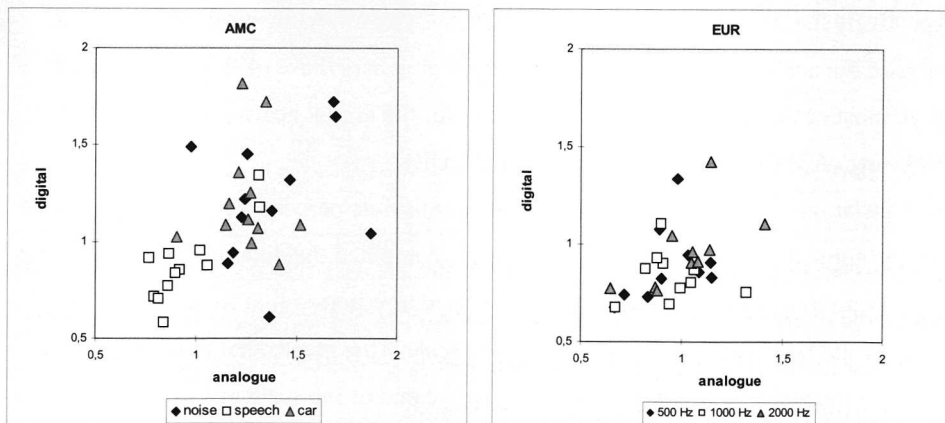 AMC
2
1,5
1
0,5
0,5 1 1,5 2
digital
analogue
noise speech car
EUR
2
1,5
1
0,5
0,5 1 1,5 2
digital
analogue
500 Hz 1000 Hz 2000 Hz